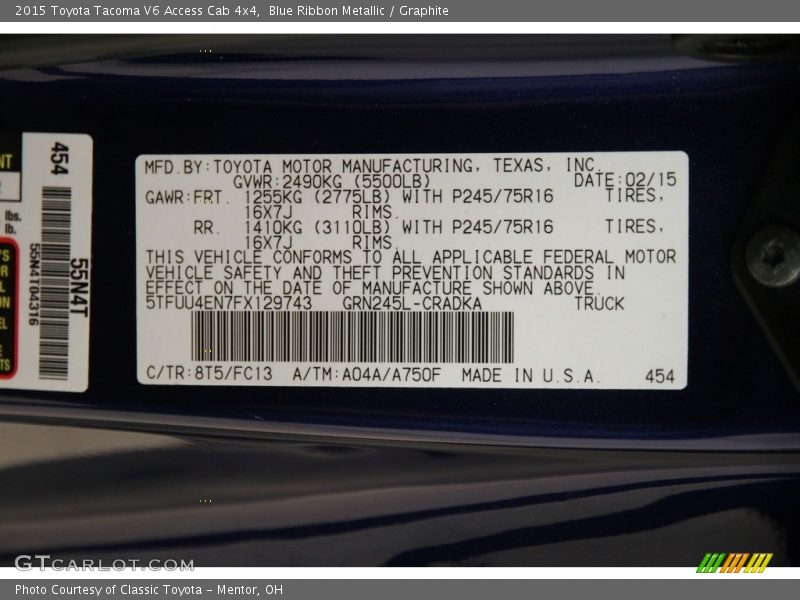 2015 Toyota Tacoma V6 Access Cab 4x4,  Blue Ribbon Metallic / Graphite
MFD.BY:TOYOTA MOTOR MANUFACTURING, TEXAS, INC.
GVWR:2490KG (5500LB) DATE:02/15
GAWR:FRT. 1255KG (2775LB) WITH P245/75R16 TIRES,
16X7J RIMS.
RR. 1410KG (3110LB) WITH P245/75R16 TIRES,
16X7J RIMS.
THIS VEHICLE CONFORMS TO ALL APPLICABLE FEDERAL MOTOR
VEHICLE SAFETY AND THEFT PREVENTION STANDARDS IN
EFFECT ON THE DATE OF MANUFACTURE SHOWN ABOVE.
5TFUU4EN7FX129743 GRN245L-CRADKA TRUCK
C/TR:8T5/FC13 A/TM:A04A/A750F MADE IN U.S.A. 454
454
55N4T
55N4T04316
lbs.
lb.
GTCARLOT.COM
Photo Courtesy of Classic Toyota - Mentor, OH